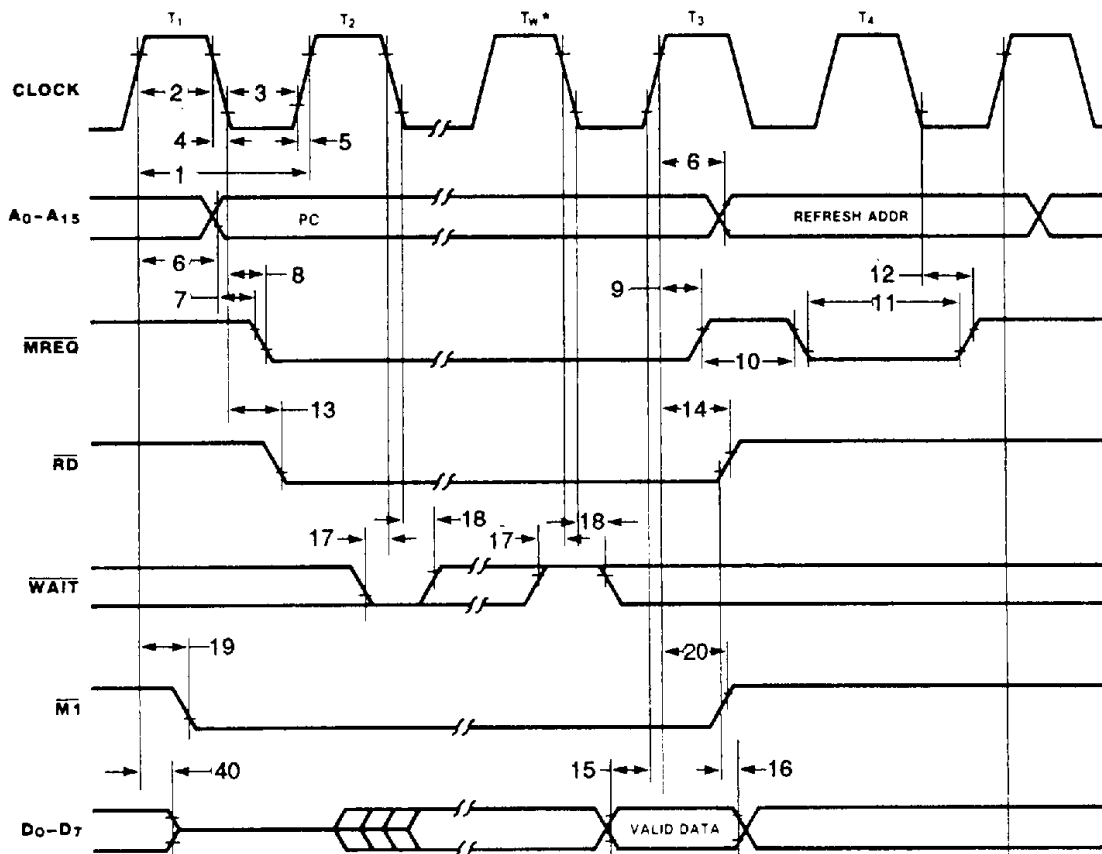 T1 T2 TW* T3 T4
CLOCK
2 3
4 5
1 6
A0-A15 PC REFRESH ADDR
6 8
7 9 12
11
MREQ
10
13 14
RD
17 18 17 18
WAIT
19 20
M1
40 15 16
D0-D7 VALID DATA